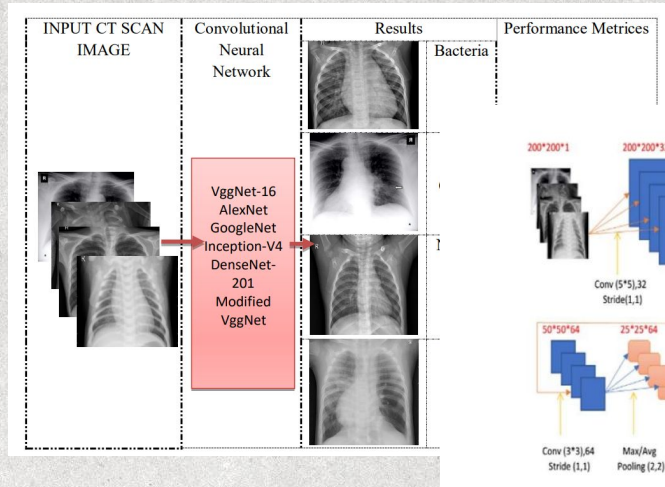 INPUT CT SCAN
IMAGE
Convolutional
Neural
Network
Results
Performance Metrices
Bacteria
VggNet-16
AlexNet
GoogleNet
Inception-V4
DenseNet-
201
Modified
VggNet
200*200*1
200*200*32
Conv (5*5),32
Stride(1,1)
50*50*64
25*25*64
Conv (3*3),64
Stride (1,1)
Max/Avg
Pooling (2,2)